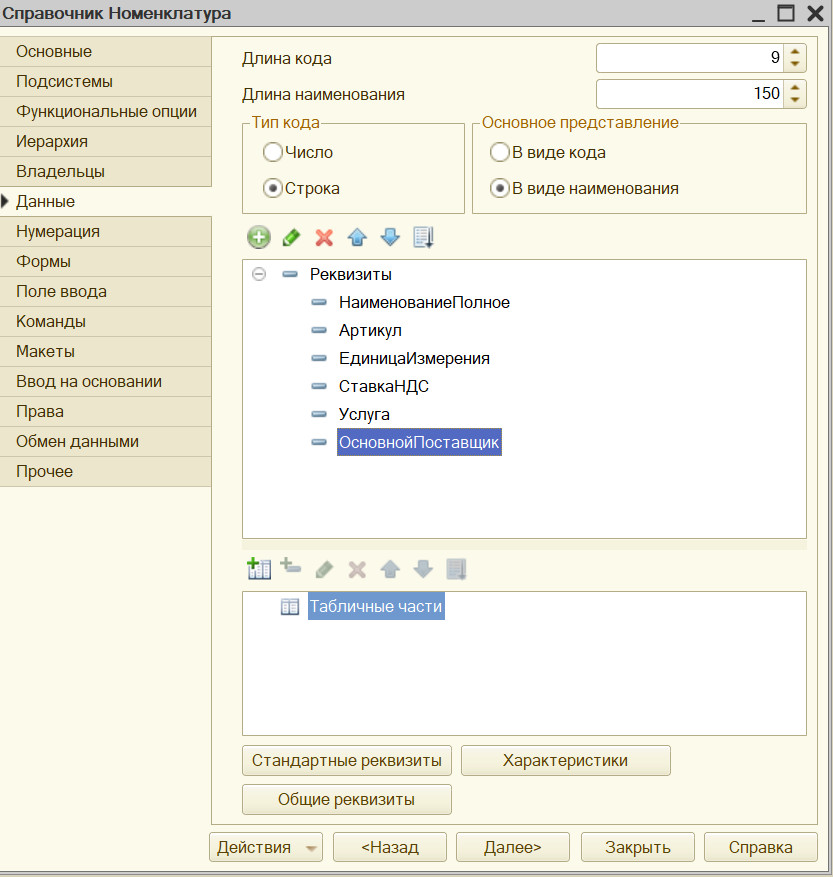 Справочник Номенклатура
Основные
Подсистемы
Функциональные опции
Иерархия
Владельцы
Данные
Нумерация
Формы
Поле ввода
Команды
Макеты
Ввод на основании
Права
Обмен данными
Прочее
Длина кода 9
Длина наименования 150
Тип кода
Число
Строка
Основное представление
В виде кода
В виде наименования
Реквизиты
НаименованиеПолное
Артикул
ЕдиницаИзмерения
СтавкаНДС
Услуга
ОсновнойПоставщик
Табличные части
Стандартные реквизиты Характеристики
Общие реквизиты
Действия <Назад Далее> Закрыть Справка